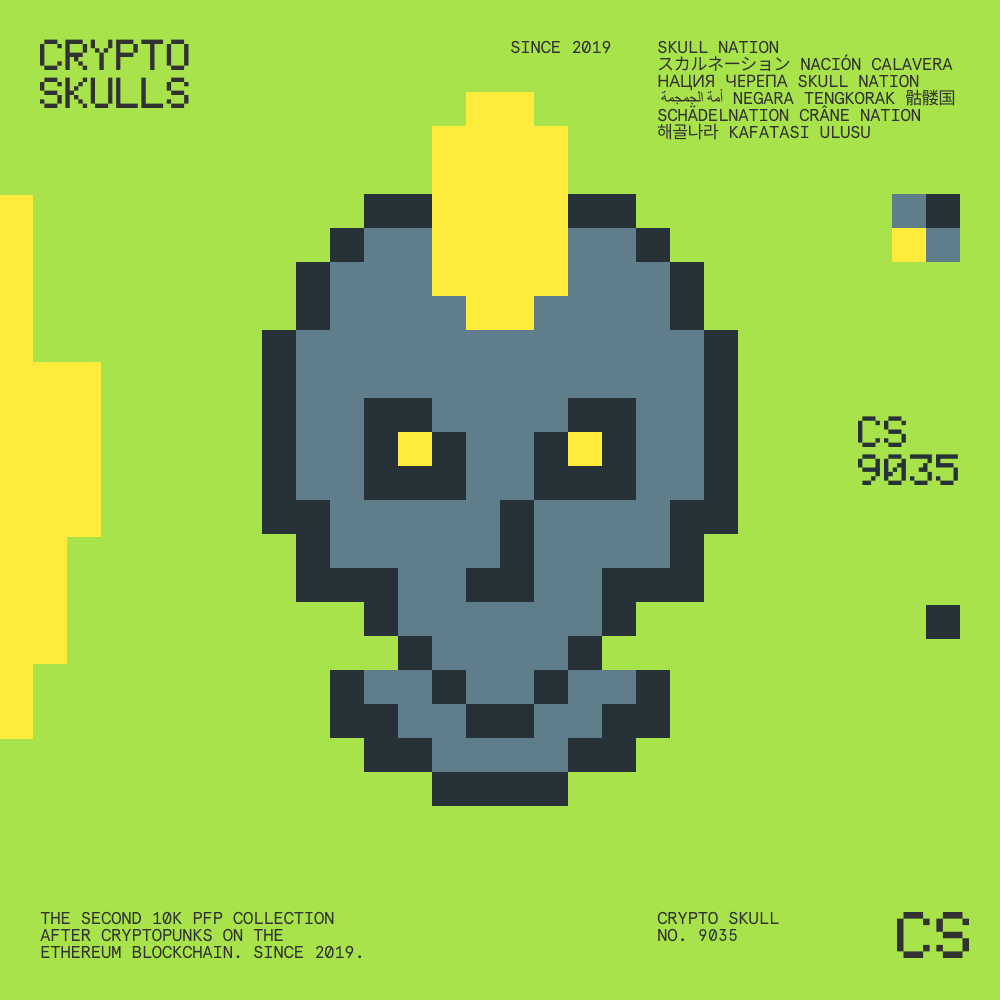 CRYPTO
SKULLS
SINCE 2019
SKULL NATION
スカルネーション NACIÓN CALAVERA
НАЦИЯ ЧЕРЕПА SKULL NATION
أمة الجمجمة NEGARA TENGKORAK 骷髅国
SCHÄDELNATION CRÂNE NATION
해골나라 KAFATASI ULUSU
CS
9035
THE SECOND 10K PFP COLLECTION
AFTER CRYPTOPUNKS ON THE
ETHEREUM BLOCKCHAIN. SINCE 2019.
CRYPTO SKULL
NO. 9035
CS